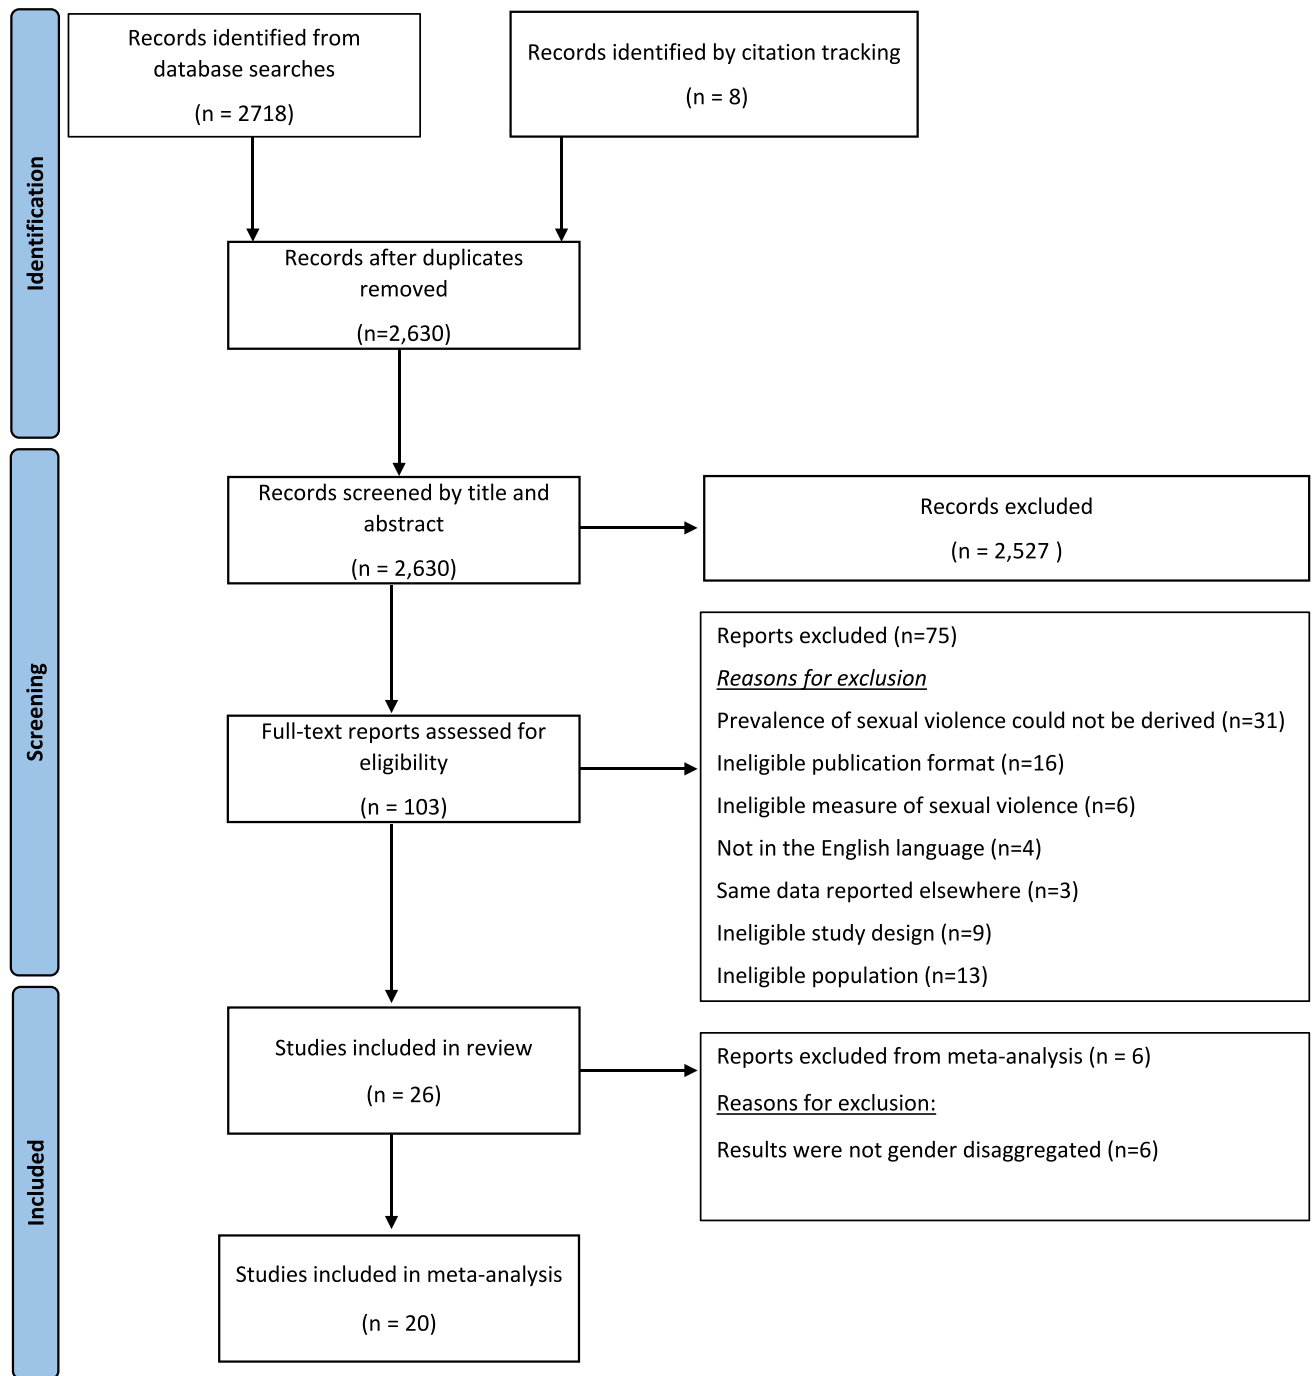 Identification
Records identified from
database searches
(n = 2718)
Records identified by citation tracking
(n = 8)
Records after duplicates
removed
(n=2,630)
Screening
Records screened by title and
abstract
(n = 2,630)
Records excluded
(n = 2,527 )
Full-text reports assessed for
eligibility
(n = 103)
Reports excluded (n=75)
Reasons for exclusion
Prevalence of sexual violence could not be derived (n=31)
Ineligible publication format (n=16)
Ineligible measure of sexual violence (n=6)
Not in the English language (n=4)
Same data reported elsewhere (n=3)
Ineligible study design (n=9)
Ineligible population (n=13)
Included
Studies included in review
(n = 26)
Reports excluded from meta-analysis (n = 6)
Reasons for exclusion:
Results were not gender disaggregated (n=6)
Studies included in meta-analysis
(n = 20)